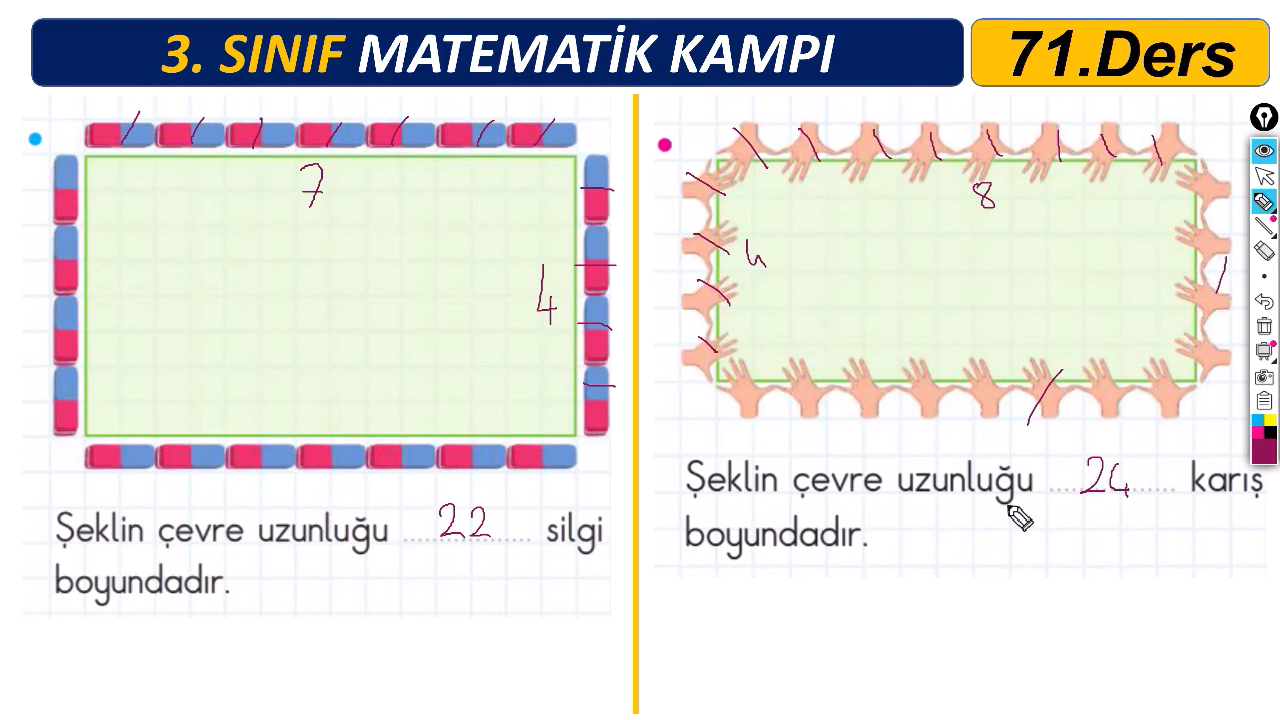 3. SINIF MATEMATİK KAMPI
71.Ders
7
4
Şeklin çevre uzunluğu ....22.... silgi
boyundadır.
8
4
Şeklin çevre uzunluğu ....24.... karış
boyundadır.